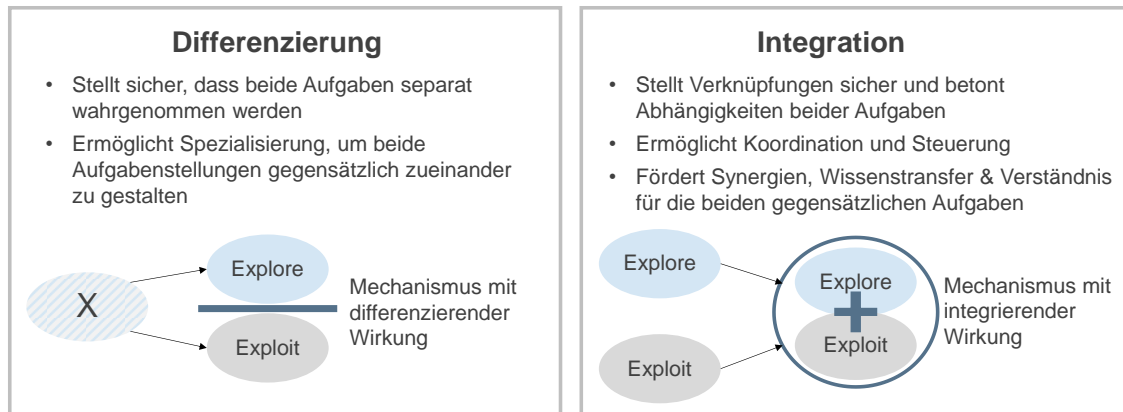 Differenzierung
• Stellt sicher, dass beide Aufgaben separat
wahrgenommen werden
• Ermöglicht Spezialisierung, um beide
Aufgabenstellungen gegensätzlich zueinander
zu gestalten
X
Explore
Exploit
Mechanismus mit
differenzierender
Wirkung
Integration
• Stellt Verknüpfungen sicher und betont
Abhängigkeiten beider Aufgaben
• Ermöglicht Koordination und Steuerung
• Fördert Synergien, Wissenstransfer & Verständnis
für die beiden gegensätzlichen Aufgaben
Explore
Exploit
Explore
Exploit
Mechanismus mit
integrierender
Wirkung